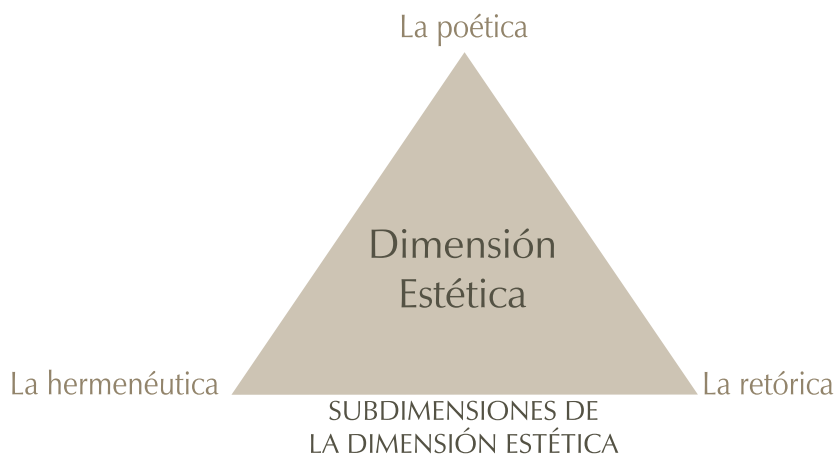 La poética
Dimensión
Estética
La hermenéutica
La retórica
SUBDIMENSIONES DE
LA DIMENSIÓN ESTÉTICA